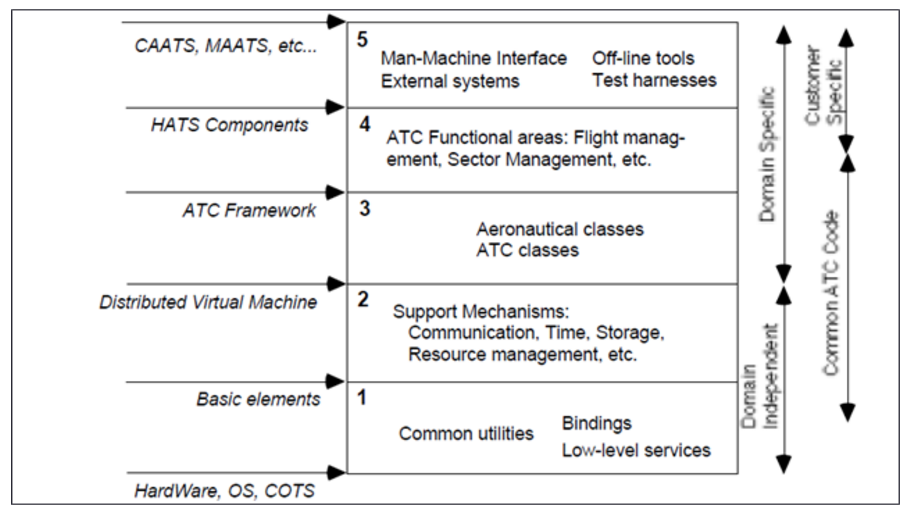 CAATS, MAATS, etc...
5
Man-Machine Interface
Off-line tools
External systems
Test harnesses
HATS Components
4
ATC Functional areas: Flight manag-
ement, Sector Management, etc.
ATC Framework
3
Aeronautical classes
ATC classes
Distributed Virtual Machine
2
Support Mechanisms:
Communication, Time, Storage,
Resource management, etc.
Basic elements
1
Common utilities
Bindings
Low-level services
HardWare, OS, COTS
Domain Specific
Domain
Independent
Customer
Specific
Common ATC Code